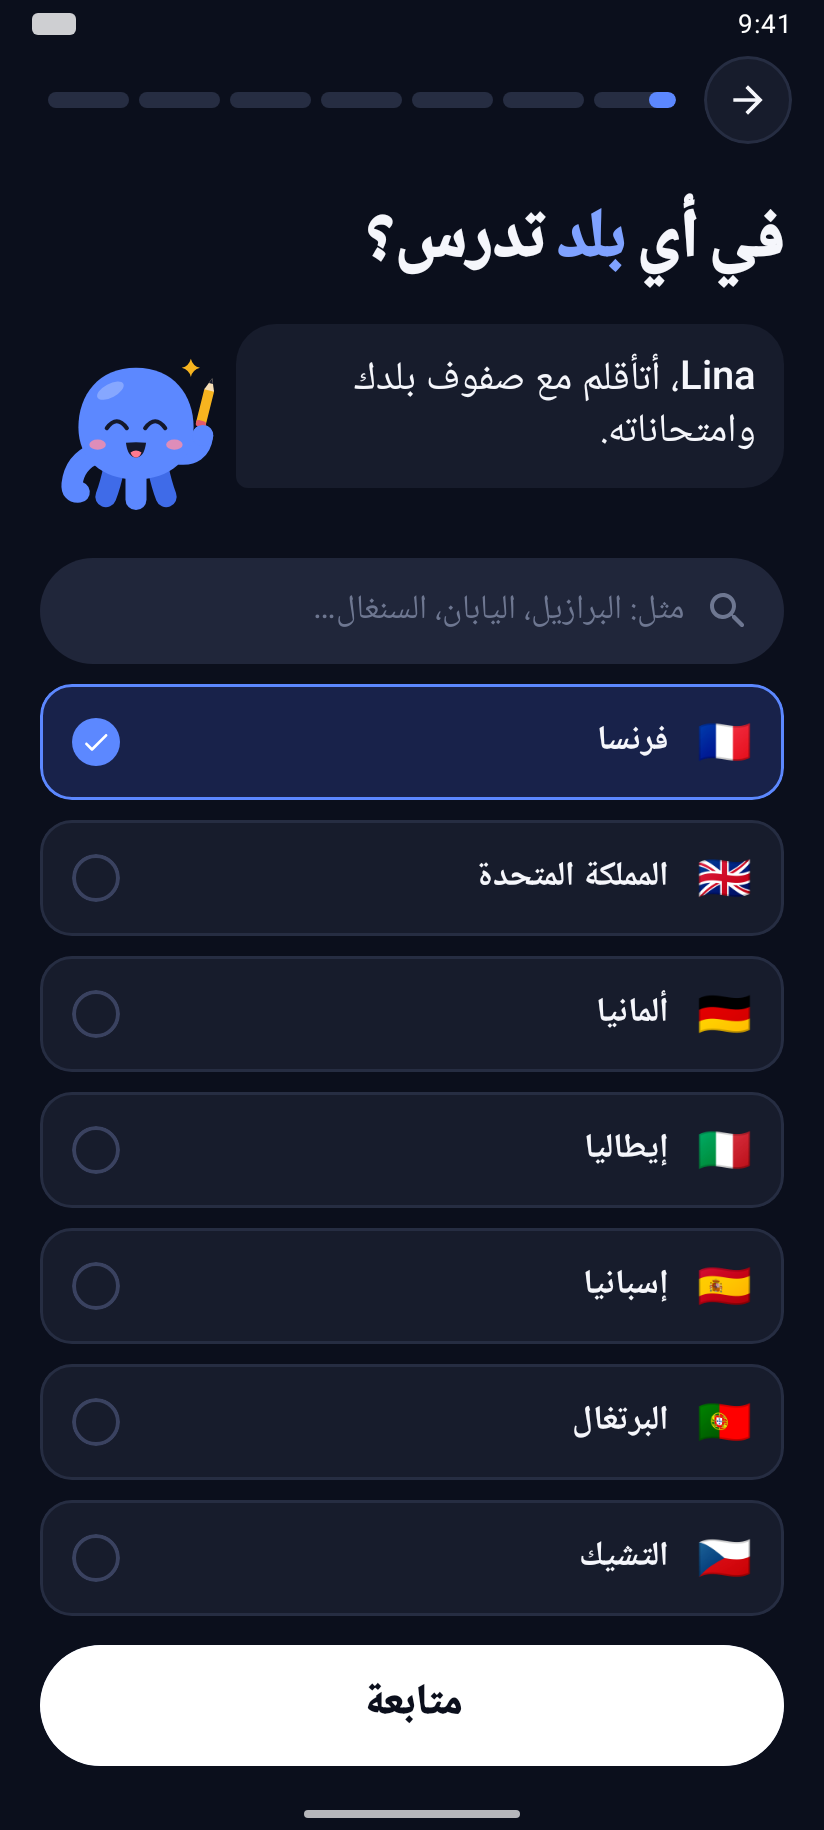 9:41
في أي بلد تدرس؟
Lina، أتأقلم مع صفوف بلدك
وامتحاناته.
مثل: البرازيل، اليابان، السنغال...
فرنسا
المملكة المتحدة
ألمانيا
إيطاليا
إسبانيا
البرتغال
التشيك
متابعة